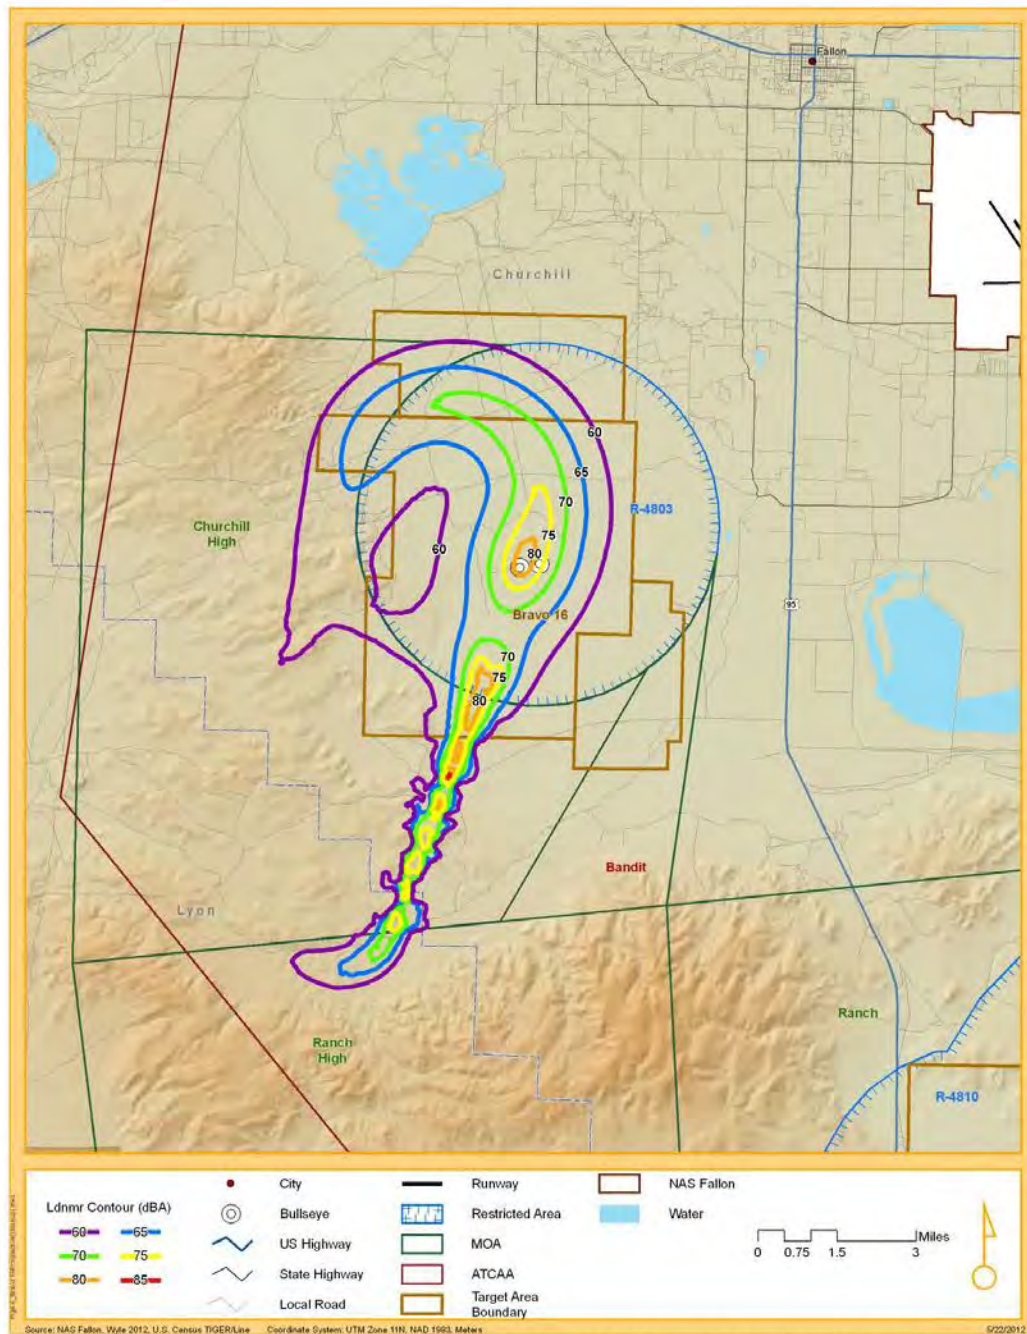 Fallon
Churchill
60
65
70
R-4803
75
80
60
Churchill
High
Bravo 16
95
70
75
80
Bandit
Lyon
Ranch
Ranch
High
R-4810
Ldnmr Contour (dBA)
60 65
70 75
80 85
City
Bullseye
US Highway
State Highway
Local Road
Runway
Restricted Area
MOA
ATCAA
Target Area
Boundary
NAS Fallon
Water
0 0.75 1.5 3 Miles
Source: NAS Fallon, Wyle 2012, U.S. Census TIGER/Line Coordinate System: UTM Zone 11N, NAD 1983, Meters
5/22/2012